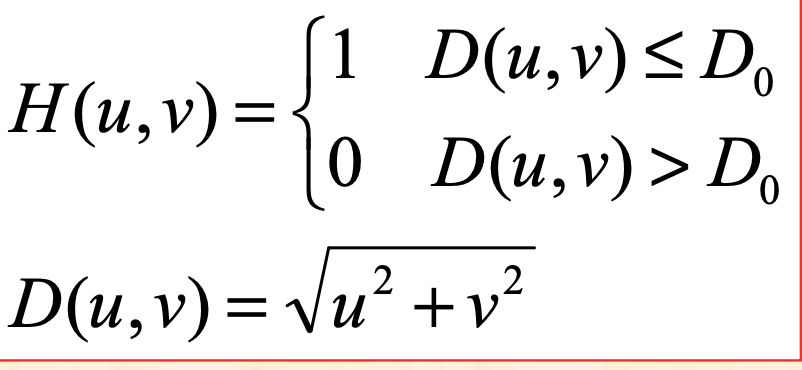 H(u,v) = { 1 D(u,v) ≤ D₀
0 D(u,v) > D₀
D(u,v) = √(u² + v²)